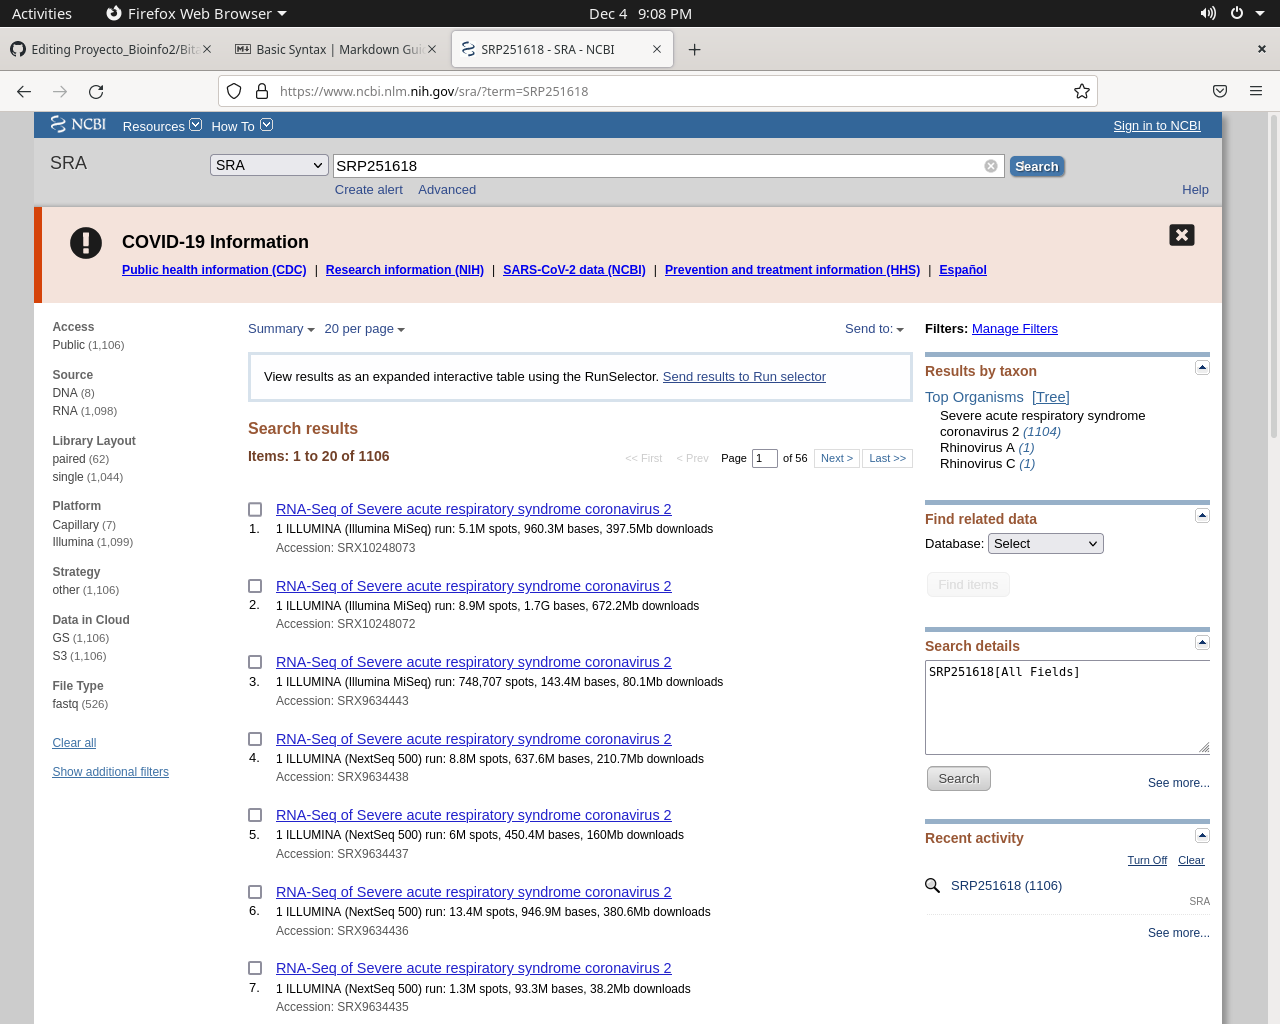 Activities Firefox Web Browser Dec 4 9:08 PM
Editing Proyecto_Bioinfo2/Bita Basic Syntax | Markdown Gui SRP251618 - SRA - NCBI
https://www.ncbi.nlm.nih.gov/sra/?term=SRP251618
NCBI Resources How To Sign in to NCBI
SRA SRA SRP251618 Search
Create alert Advanced Help
COVID-19 Information
Public health information (CDC) | Research information (NIH) | SARS-CoV-2 data (NCBI) | Prevention and treatment information (HHS) | Español
Access
Public (1,106)
Source
DNA (8)
RNA (1,098)
Library Layout
paired (62)
single (1,044)
Platform
Capillary (7)
Illumina (1,099)
Strategy
other (1,106)
Data in Cloud
GS (1,106)
S3 (1,106)
File Type
fastq (526)
Clear all
Show additional filters
Summary 20 per page Send to:
View results as an expanded interactive table using the RunSelector. Send results to Run selector
Search results
Items: 1 to 20 of 1106
<< First < Prev Page 1 of 56 Next > Last >>
RNA-Seq of Severe acute respiratory syndrome coronavirus 2
1. 1 ILLUMINA (Illumina MiSeq) run: 5.1M spots, 960.3M bases, 397.5Mb downloads
Accession: SRX10248073
RNA-Seq of Severe acute respiratory syndrome coronavirus 2
2. 1 ILLUMINA (Illumina MiSeq) run: 8.9M spots, 1.7G bases, 672.2Mb downloads
Accession: SRX10248072
RNA-Seq of Severe acute respiratory syndrome coronavirus 2
3. 1 ILLUMINA (Illumina MiSeq) run: 748,707 spots, 143.4M bases, 80.1Mb downloads
Accession: SRX9634443
RNA-Seq of Severe acute respiratory syndrome coronavirus 2
4. 1 ILLUMINA (NextSeq 500) run: 8.8M spots, 637.6M bases, 210.7Mb downloads
Accession: SRX9634438
RNA-Seq of Severe acute respiratory syndrome coronavirus 2
5. 1 ILLUMINA (NextSeq 500) run: 6M spots, 450.4M bases, 160Mb downloads
Accession: SRX9634437
RNA-Seq of Severe acute respiratory syndrome coronavirus 2
6. 1 ILLUMINA (NextSeq 500) run: 13.4M spots, 946.9M bases, 380.6Mb downloads
Accession: SRX9634436
RNA-Seq of Severe acute respiratory syndrome coronavirus 2
7. 1 ILLUMINA (NextSeq 500) run: 1.3M spots, 93.3M bases, 38.2Mb downloads
Accession: SRX9634435
Filters: Manage Filters
Results by taxon
Top Organisms [Tree]
Severe acute respiratory syndrome
coronavirus 2 (1104)
Rhinovirus A (1)
Rhinovirus C (1)
Find related data
Database: Select
Find items
Search details
SRP251618[All Fields]
Search
See more...
Recent activity
Turn Off Clear
SRP251618 (1106)
SRA
See more...